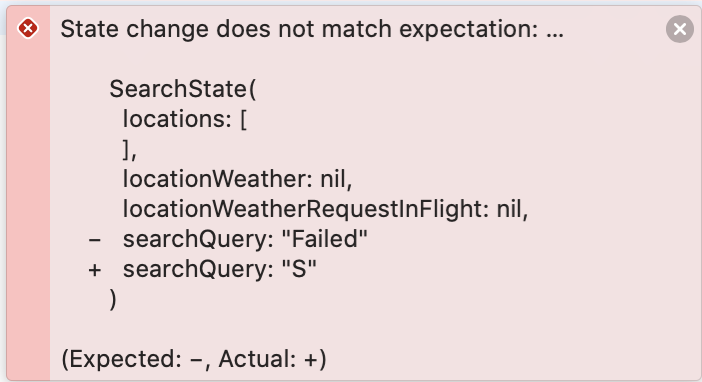 State change does not match expectation: ...
SearchState(
locations: [
],
locationWeather: nil,
locationWeatherRequestInFlight: nil,
− searchQuery: "Failed"
+ searchQuery: "S"
)
(Expected: −, Actual: +)